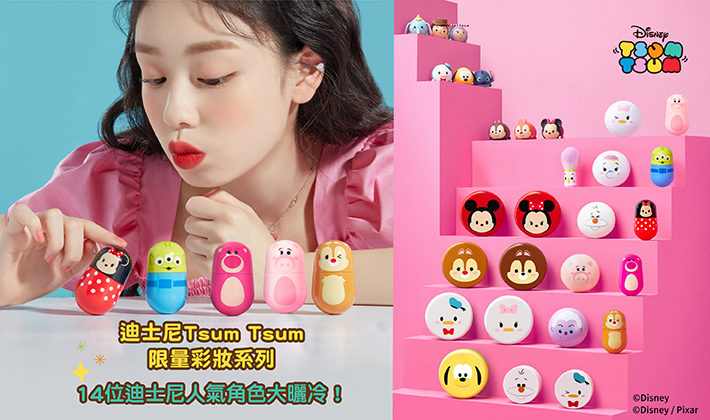 迪士尼Tsum Tsum
限量彩妝系列
14位迪士尼人氣角色大曬冷！
Disney
TSUM
TSUM
©Disney
©Disney / Pixar